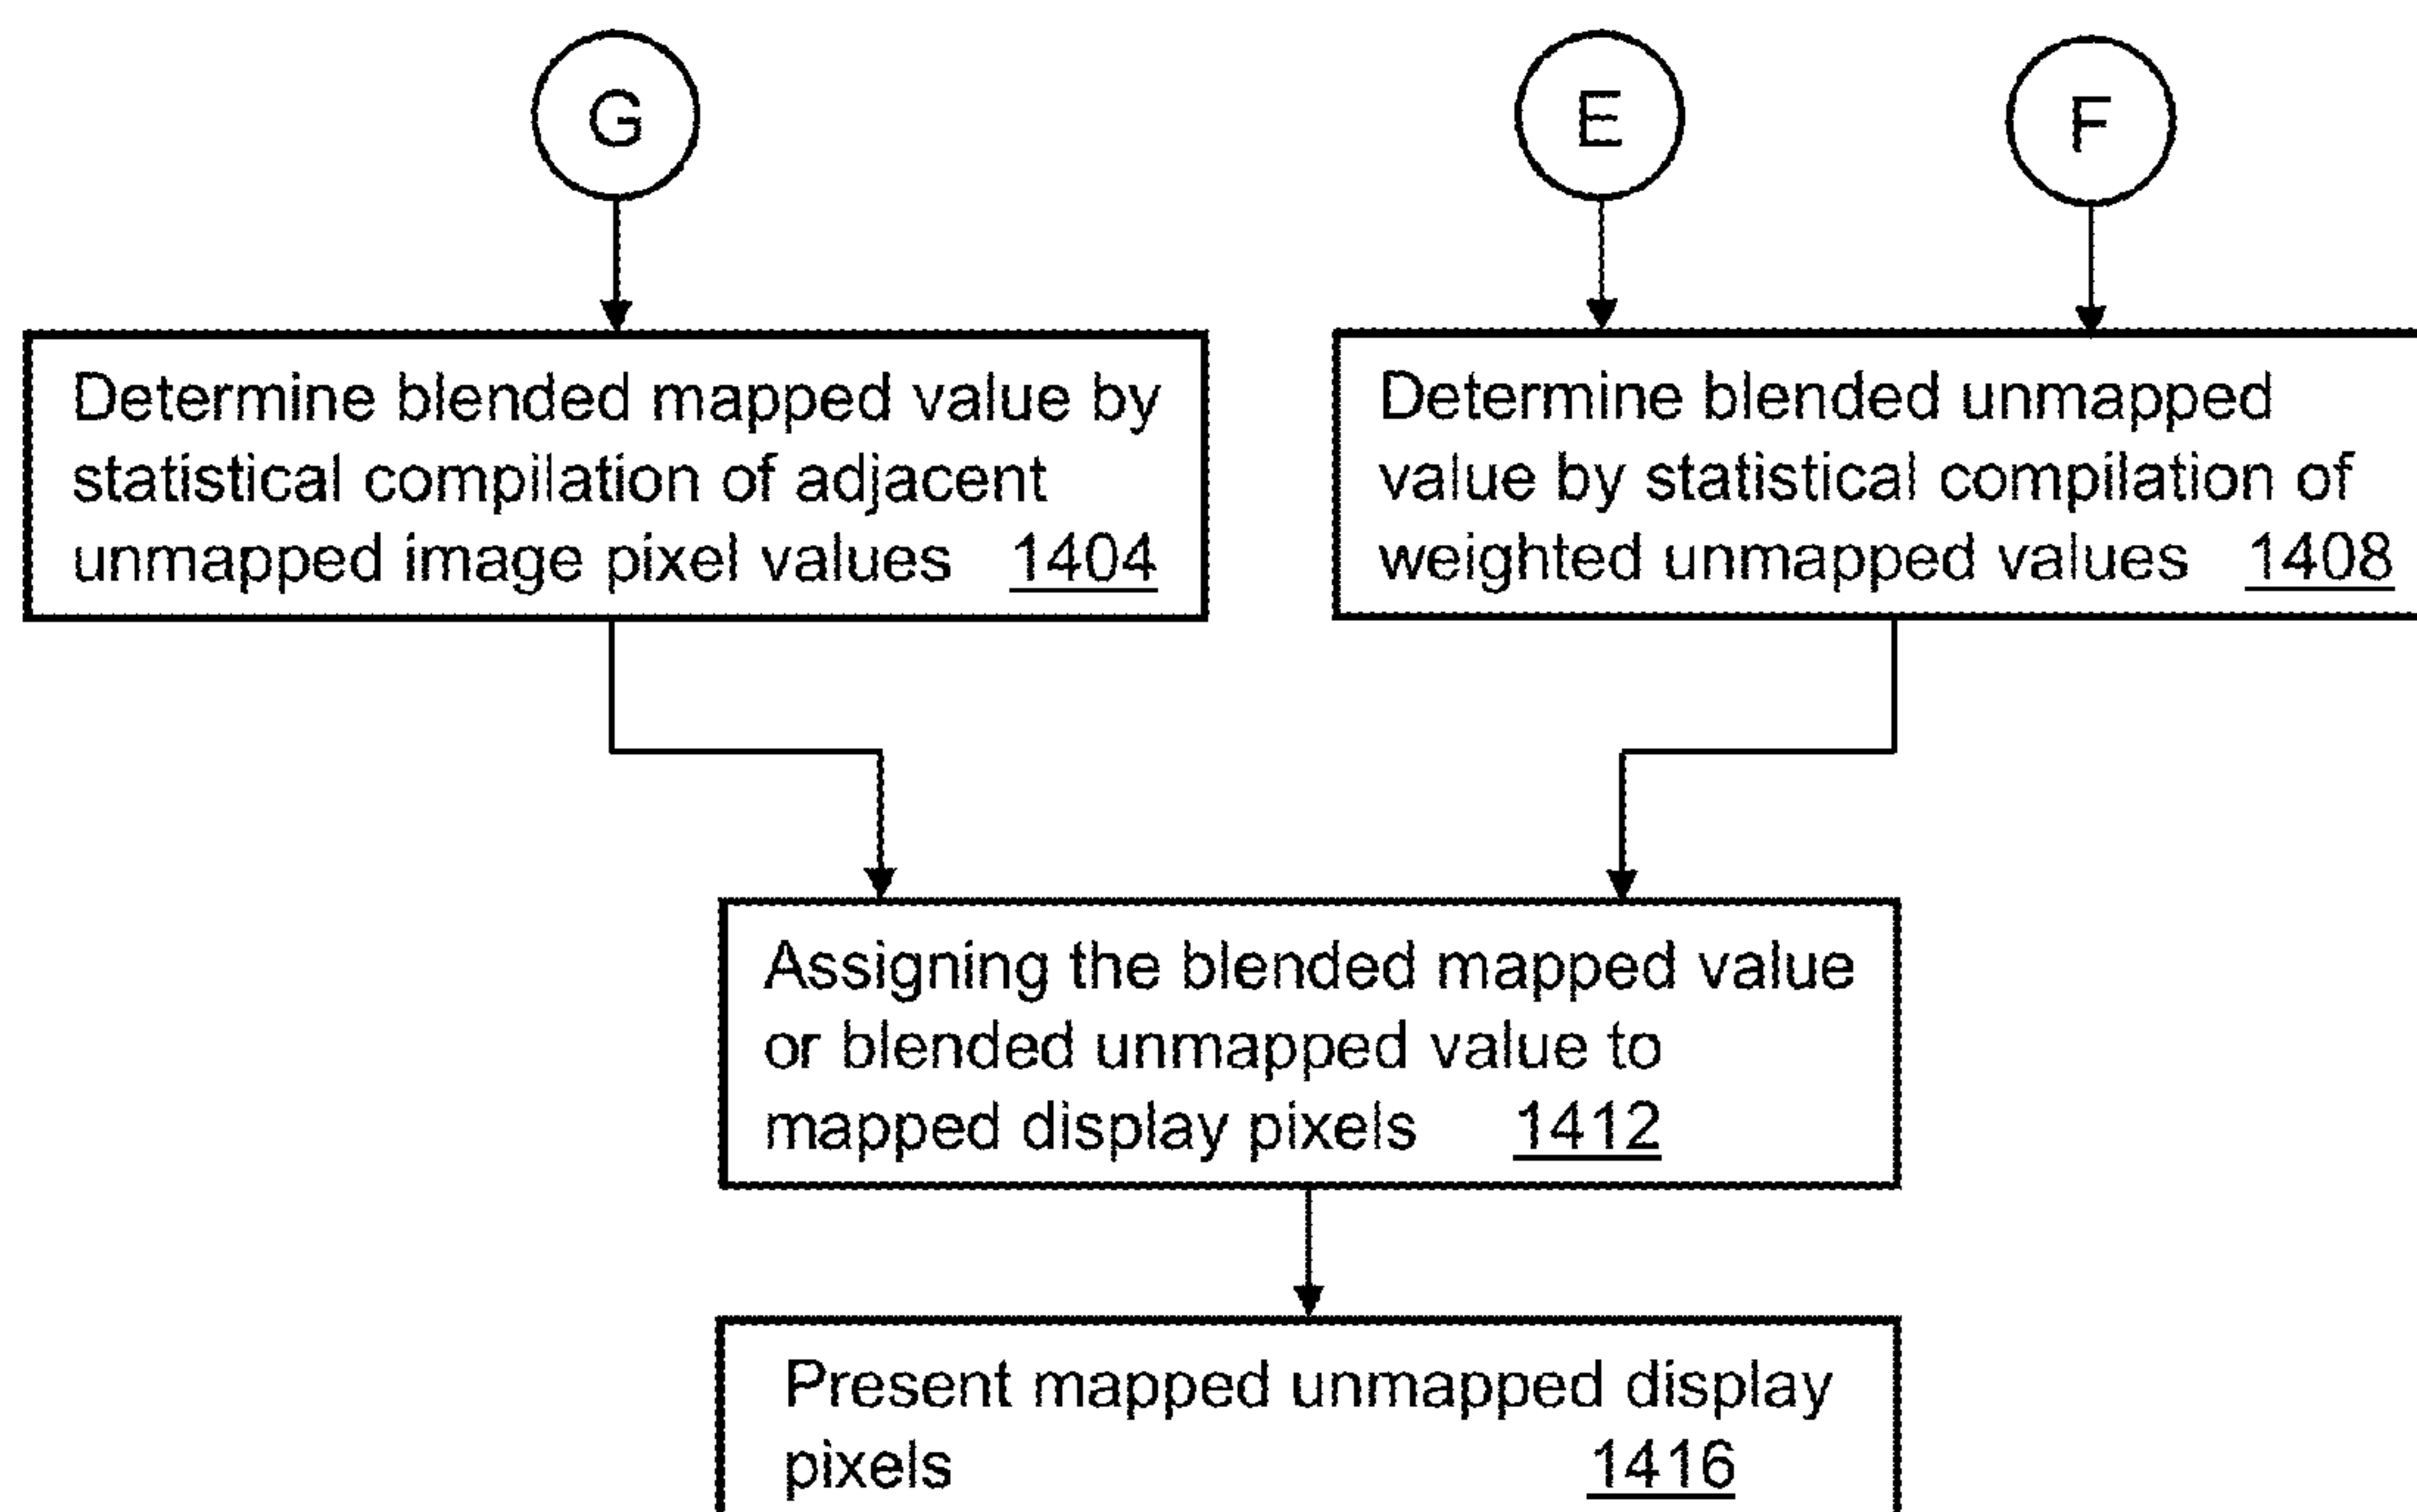 G
E
F
Determine blended mapped value by
statistical compilation of adjacent
unmapped image pixel values 1404
Determine blended unmapped
value by statistical compilation of
weighted unmapped values 1408
Assigning the blended mapped value
or blended unmapped value to
mapped display pixels 1412
Present mapped unmapped display
pixels 1416